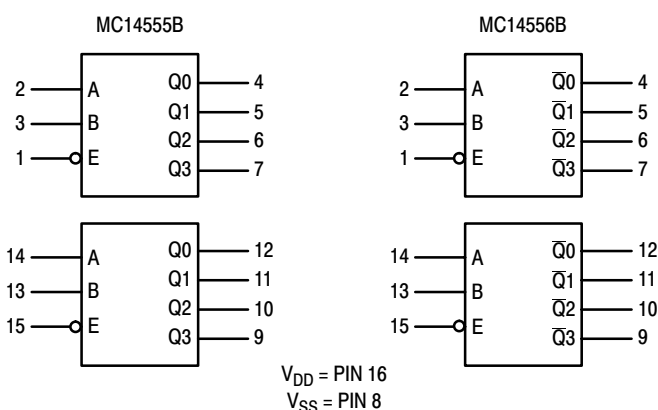 MC14555B
2 A Q0 4
3 B Q1 5
1 E Q2 6
Q3 7
14 A Q0 12
13 B Q1 11
15 E Q2 10
Q3 9
MC14556B
2 A Q̅0 4
3 B Q̅1 5
1 E Q̅2 6
Q̅3 7
14 A Q̅0 12
13 B Q̅1 11
15 E Q̅2 10
Q̅3 9
VDD = PIN 16
VSS = PIN 8